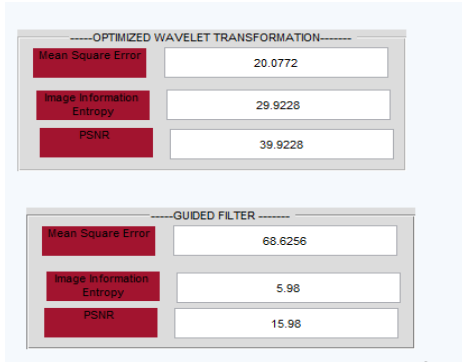 -----OPTIMIZED WAVELET TRANSFORMATION-------
Mean Square Error
20.0772
Image Information
Entropy
29.9228
PSNR
39.9228
-----GUIDED FILTER -------
Mean Square Error
68.6256
Image Information
Entropy
5.98
PSNR
15.98